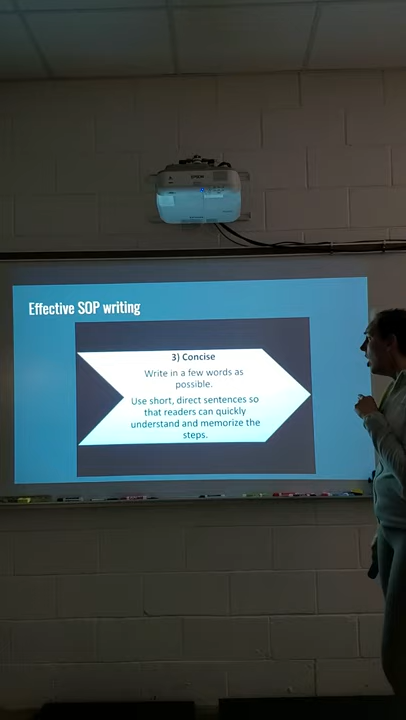 EPSON
Effective SOP writing
3) Concise
Write in a few words as
possible.
Use short, direct sentences so
that readers can quickly
understand and memorize the
steps.